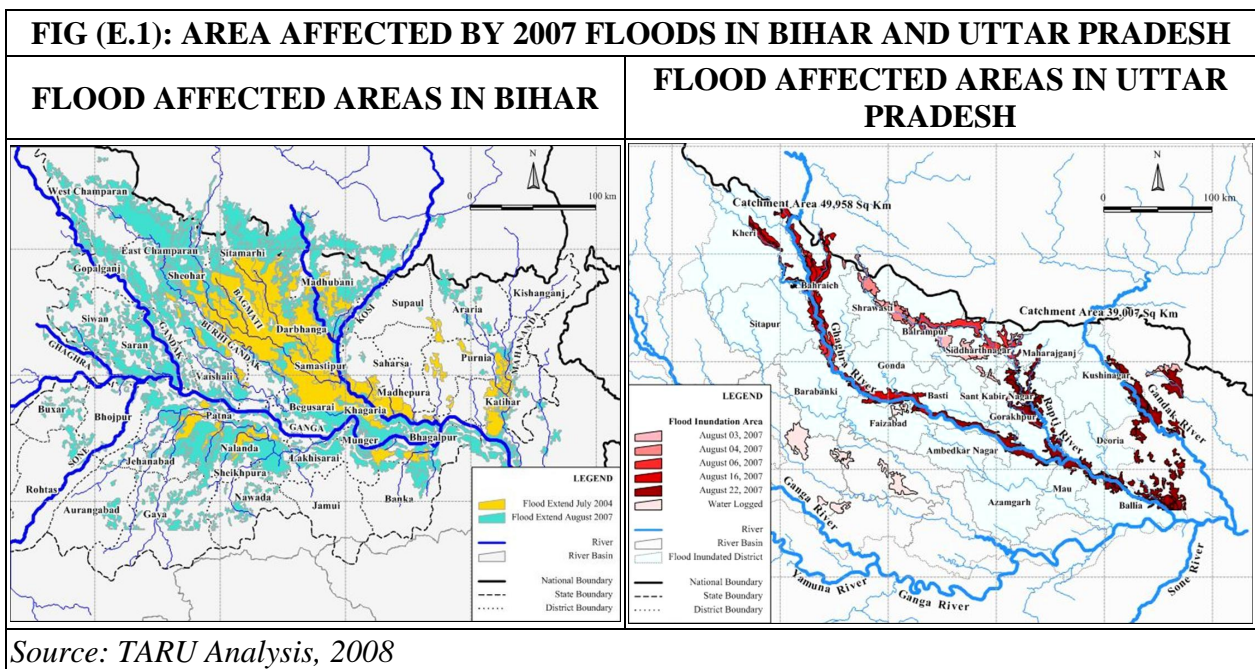 FIG (E.1): AREA AFFECTED BY 2007 FLOODS IN BIHAR AND UTTAR PRADESH
FLOOD AFFECTED AREAS IN BIHAR
FLOOD AFFECTED AREAS IN UTTAR
PRADESH
N
100 km
West Champaran
East Champaran
Sitamarhi
Gopalganj
Sheohar
Madhubani
Kishanganj
Supaul
Araria
Siwan
BAGMATI
KOSI
Darbhanga
GANDAK
BURHI GANDAK
MAHANANDA
Saran
GHAGHRA
Samastipur
Saharsa
Purnia
Vaishali
Madhepura
Katihar
Buxar
Bhojpur
Patna
Begusarai
Khagaria
GANGA
Munger
Bhagalpur
Nalanda
Lakhisarai
SONE
Jehanabad
Sheikhpura
Rohtas
Nawada
Banka
Aurangabad
Gaya
Jamui
LEGEND
Flood Extend July 2004
Flood Extend August 2007
River
River Basin
National Boundary
State Boundary
District Boundary
N
100 km
Catchment Area 49,958 Sq Km
Kheri
Bahraich
Shrawasti
Catchment Area 39,007 Sq Km
Balrampur
Sitapur
Ghaghra River
Siddharthnagar
Maharajganj
Gonda
Kushinagar
Gandak River
Barabanki
Basti
Sant Kabir Nagar
Gorakhpur
Rapti River
Faizabad
Deoria
Ambedkar Nagar
Mau
Azamgarh
Ballia
Ganga River
Yamuna River
Ganga River
Sone River
LEGEND
Flood Inundation Area
August 03, 2007
August 04, 2007
August 06, 2007
August 16, 2007
August 22, 2007
Water Logged
River
River Basin
Flood Inundated District
National Boundary
State Boundary
District Boundary
Source: TARU Analysis, 2008